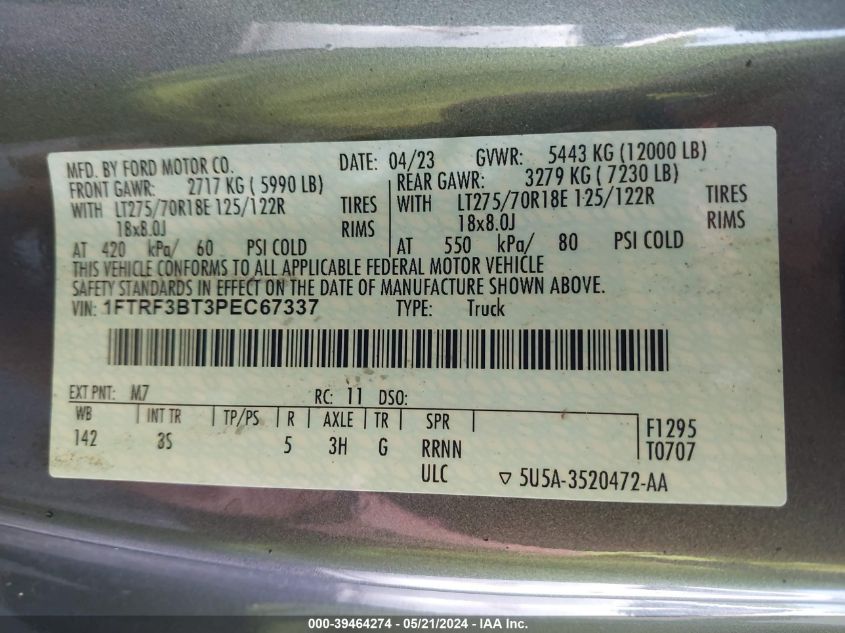 MFD. BY FORD MOTOR CO. DATE: 04/23 GVWR: 5443 KG (12000 LB)
FRONT GAWR: 2717 KG ( 5990 LB) REAR GAWR: 3279 KG ( 7230 LB)
WITH LT275/70R18E 125/122R TIRES WITH LT275/70R18E 125/122R TIRES
18x8.0J RIMS 18x8.0J RIMS
AT 420 kPa/ 60 PSI COLD AT 550 kPa/ 80 PSI COLD
THIS VEHICLE CONFORMS TO ALL APPLICABLE FEDERAL MOTOR VEHICLE
SAFETY STANDARDS IN EFFECT ON THE DATE OF MANUFACTURE SHOWN ABOVE.
VIN: 1FTRF3BT3PEC67337 TYPE: Truck
EXT PNT: M7 RC: 11 DSO:
WB INT TR TP/PS R AXLE TR SPR F1295
142 3S 5 3H G RRNN T0707
ULC 5U5A-3520472-AA
000-39464274 - 05/21/2024 - IAA Inc.